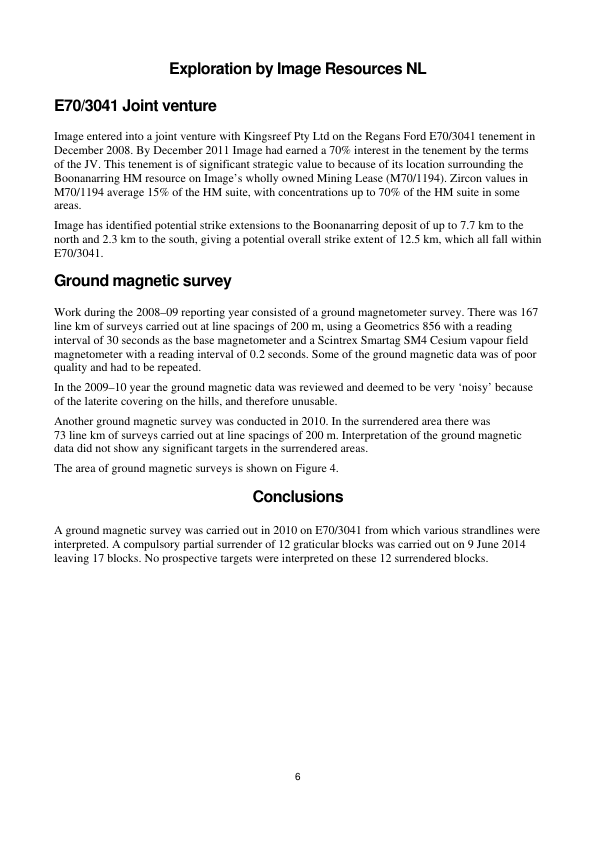 Exploration by Image Resources NL
E70/3041 Joint venture
Image entered into a joint venture with Kingsreef Pty Ltd on the Regans Ford E70/3041 tenement in
December 2008. By December 2011 Image had earned a 70% interest in the tenement by the terms
of the JV. This tenement is of significant strategic value to because of its location surrounding the
Boonanarring HM resource on Image's wholly owned Mining Lease (M70/1194). Zircon values in
M70/1194 average 15% of the HM suite, with concentrations up to 70% of the HM suite in some
areas.
Image has identified potential strike extensions to the Boonanarring deposit of up to 7.7 km to the
north and 2.3 km to the south, giving a potential overall strike extent of 12.5 km, which all fall within
E70/3041.
Ground magnetic survey
Work during the 2008–09 reporting year consisted of a ground magnetometer survey. There was 167
line km of surveys carried out at line spacings of 200 m, using a Geometrics 856 with a reading
interval of 30 seconds as the base magnetometer and a Scintrex Smartag SM4 Cesium vapour field
magnetometer with a reading interval of 0.2 seconds. Some of the ground magnetic data was of poor
quality and had to be repeated.
In the 2009–10 year the ground magnetic data was reviewed and deemed to be very ‘noisy’ because
of the laterite covering on the hills, and therefore unusable.
Another ground magnetic survey was conducted in 2010. In the surrendered area there was
73 line km of surveys carried out at line spacings of 200 m. Interpretation of the ground magnetic
data did not show any significant targets in the surrendered areas.
The area of ground magnetic surveys is shown on Figure 4.
Conclusions
A ground magnetic survey was carried out in 2010 on E70/3041 from which various strandlines were
interpreted. A compulsory partial surrender of 12 graticular blocks was carried out on 9 June 2014
leaving 17 blocks. No prospective targets were interpreted on these 12 surrendered blocks.
6